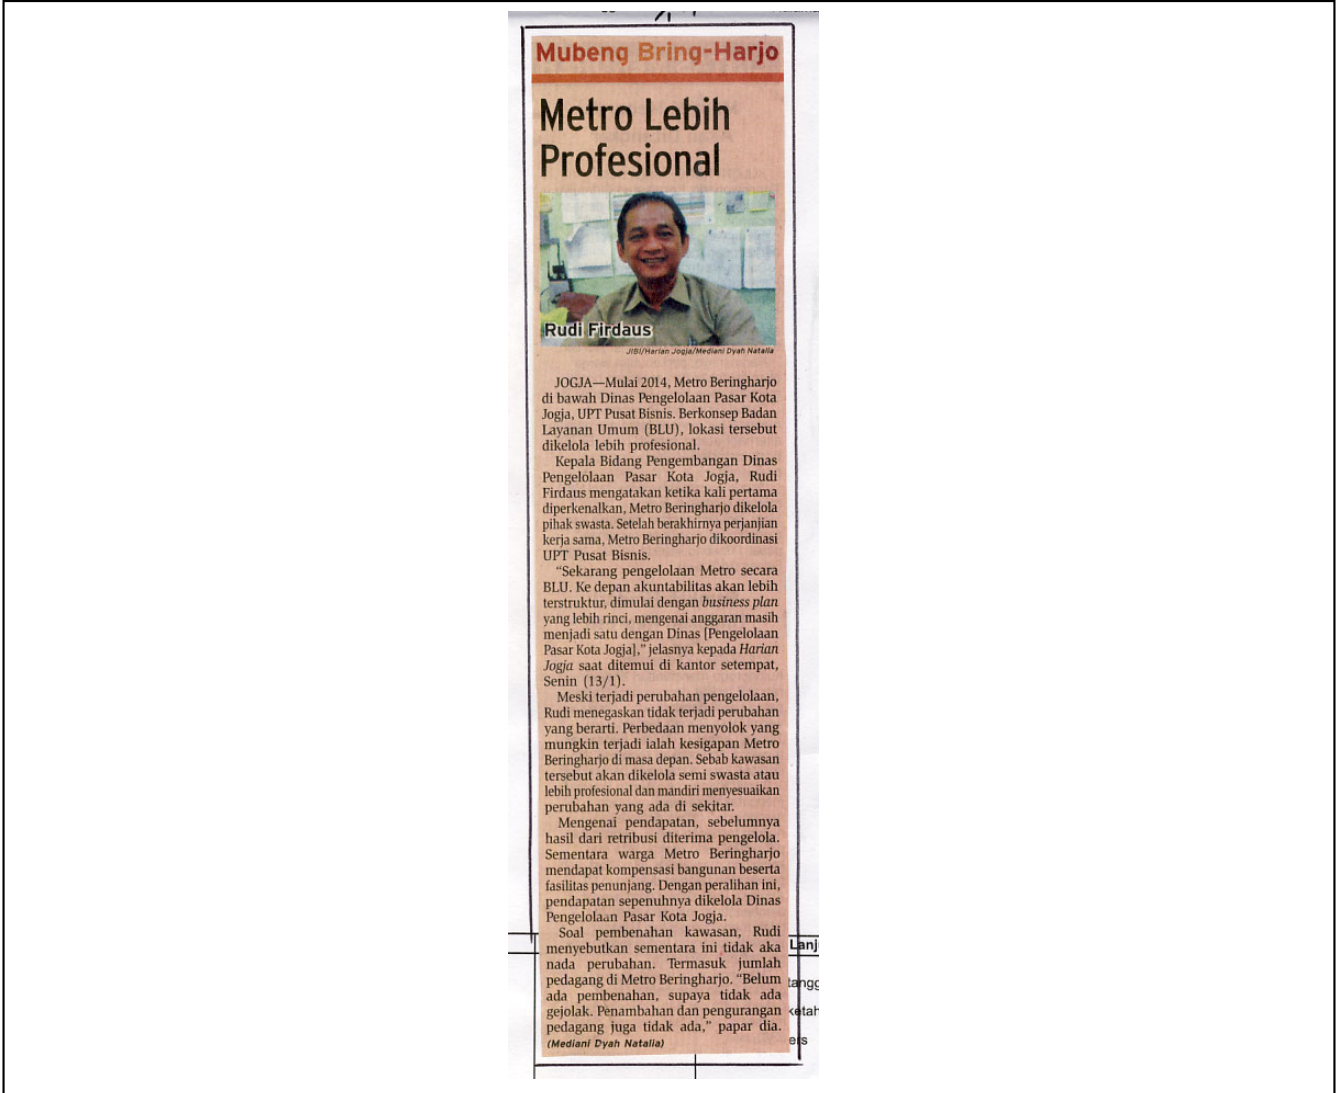 Mubeng Bring-Harjo
Metro Lebih
Profesional
Rudi Firdaus
JIBI/Harian Jogja/Mediani Dyah Natalia
JOGJA—Mulai 2014, Metro Beringharjo
di bawah Dinas Pengelolaan Pasar Kota
Jogja, UPT Pusat Bisnis. Berkonsep Badan
Layanan Umum (BLU), lokasi tersebut
dikelola lebih profesional.
Kepala Bidang Pengembangan Dinas
Pengelolaan Pasar Kota Jogja, Rudi
Firdaus mengatakan ketika kali pertama
diperkenalkan, Metro Beringharjo dikelola
pihak swasta. Setelah berakhirnya perjanjian
kerja sama, Metro Beringharjo dikoordinasi
UPT Pusat Bisnis.
“Sekarang pengelolaan Metro secara
BLU. Ke depan akuntabilitas akan lebih
terstruktur, dimulai dengan business plan
yang lebih rinci, mengenai anggaran masih
menjadi satu dengan Dinas [Pengelolaan
Pasar Kota Jogja],” jelasnya kepada Harian
Jogja saat ditemui di kantor setempat,
Senin (13/1).
Meski terjadi perubahan pengelolaan,
Rudi menegaskan tidak terjadi perubahan
yang berarti. Perbedaan menyolok yang
mungkin terjadi ialah kesigapan Metro
Beringharjo di masa depan. Sebab kawasan
tersebut akan dikelola semi swasta atau
lebih profesional dan mandiri menyesuaikan
perubahan yang ada di sekitar.
Mengenai pendapatan, sebelumnya
hasil dari retribusi diterima pengelola.
Sementara warga Metro Beringharjo
mendapat kompensasi bangunan beserta
fasilitas penunjang. Dengan peralihan ini,
pendapatan sepenuhnya dikelola Dinas
Pengelolaan Pasar Kota Jogja.
Soal pembenahan kawasan, Rudi
menyebutkan sementara ini tidak aka
nada perubahan. Termasuk jumlah
pedagang di Metro Beringharjo. “Belum
ada pembenahan, supaya tidak ada
gejolak. Penambahan dan pengurangan
pedagang juga tidak ada,” papar dia.
(Mediani Dyah Natalia)
Lanj
tangg
ketah
ers